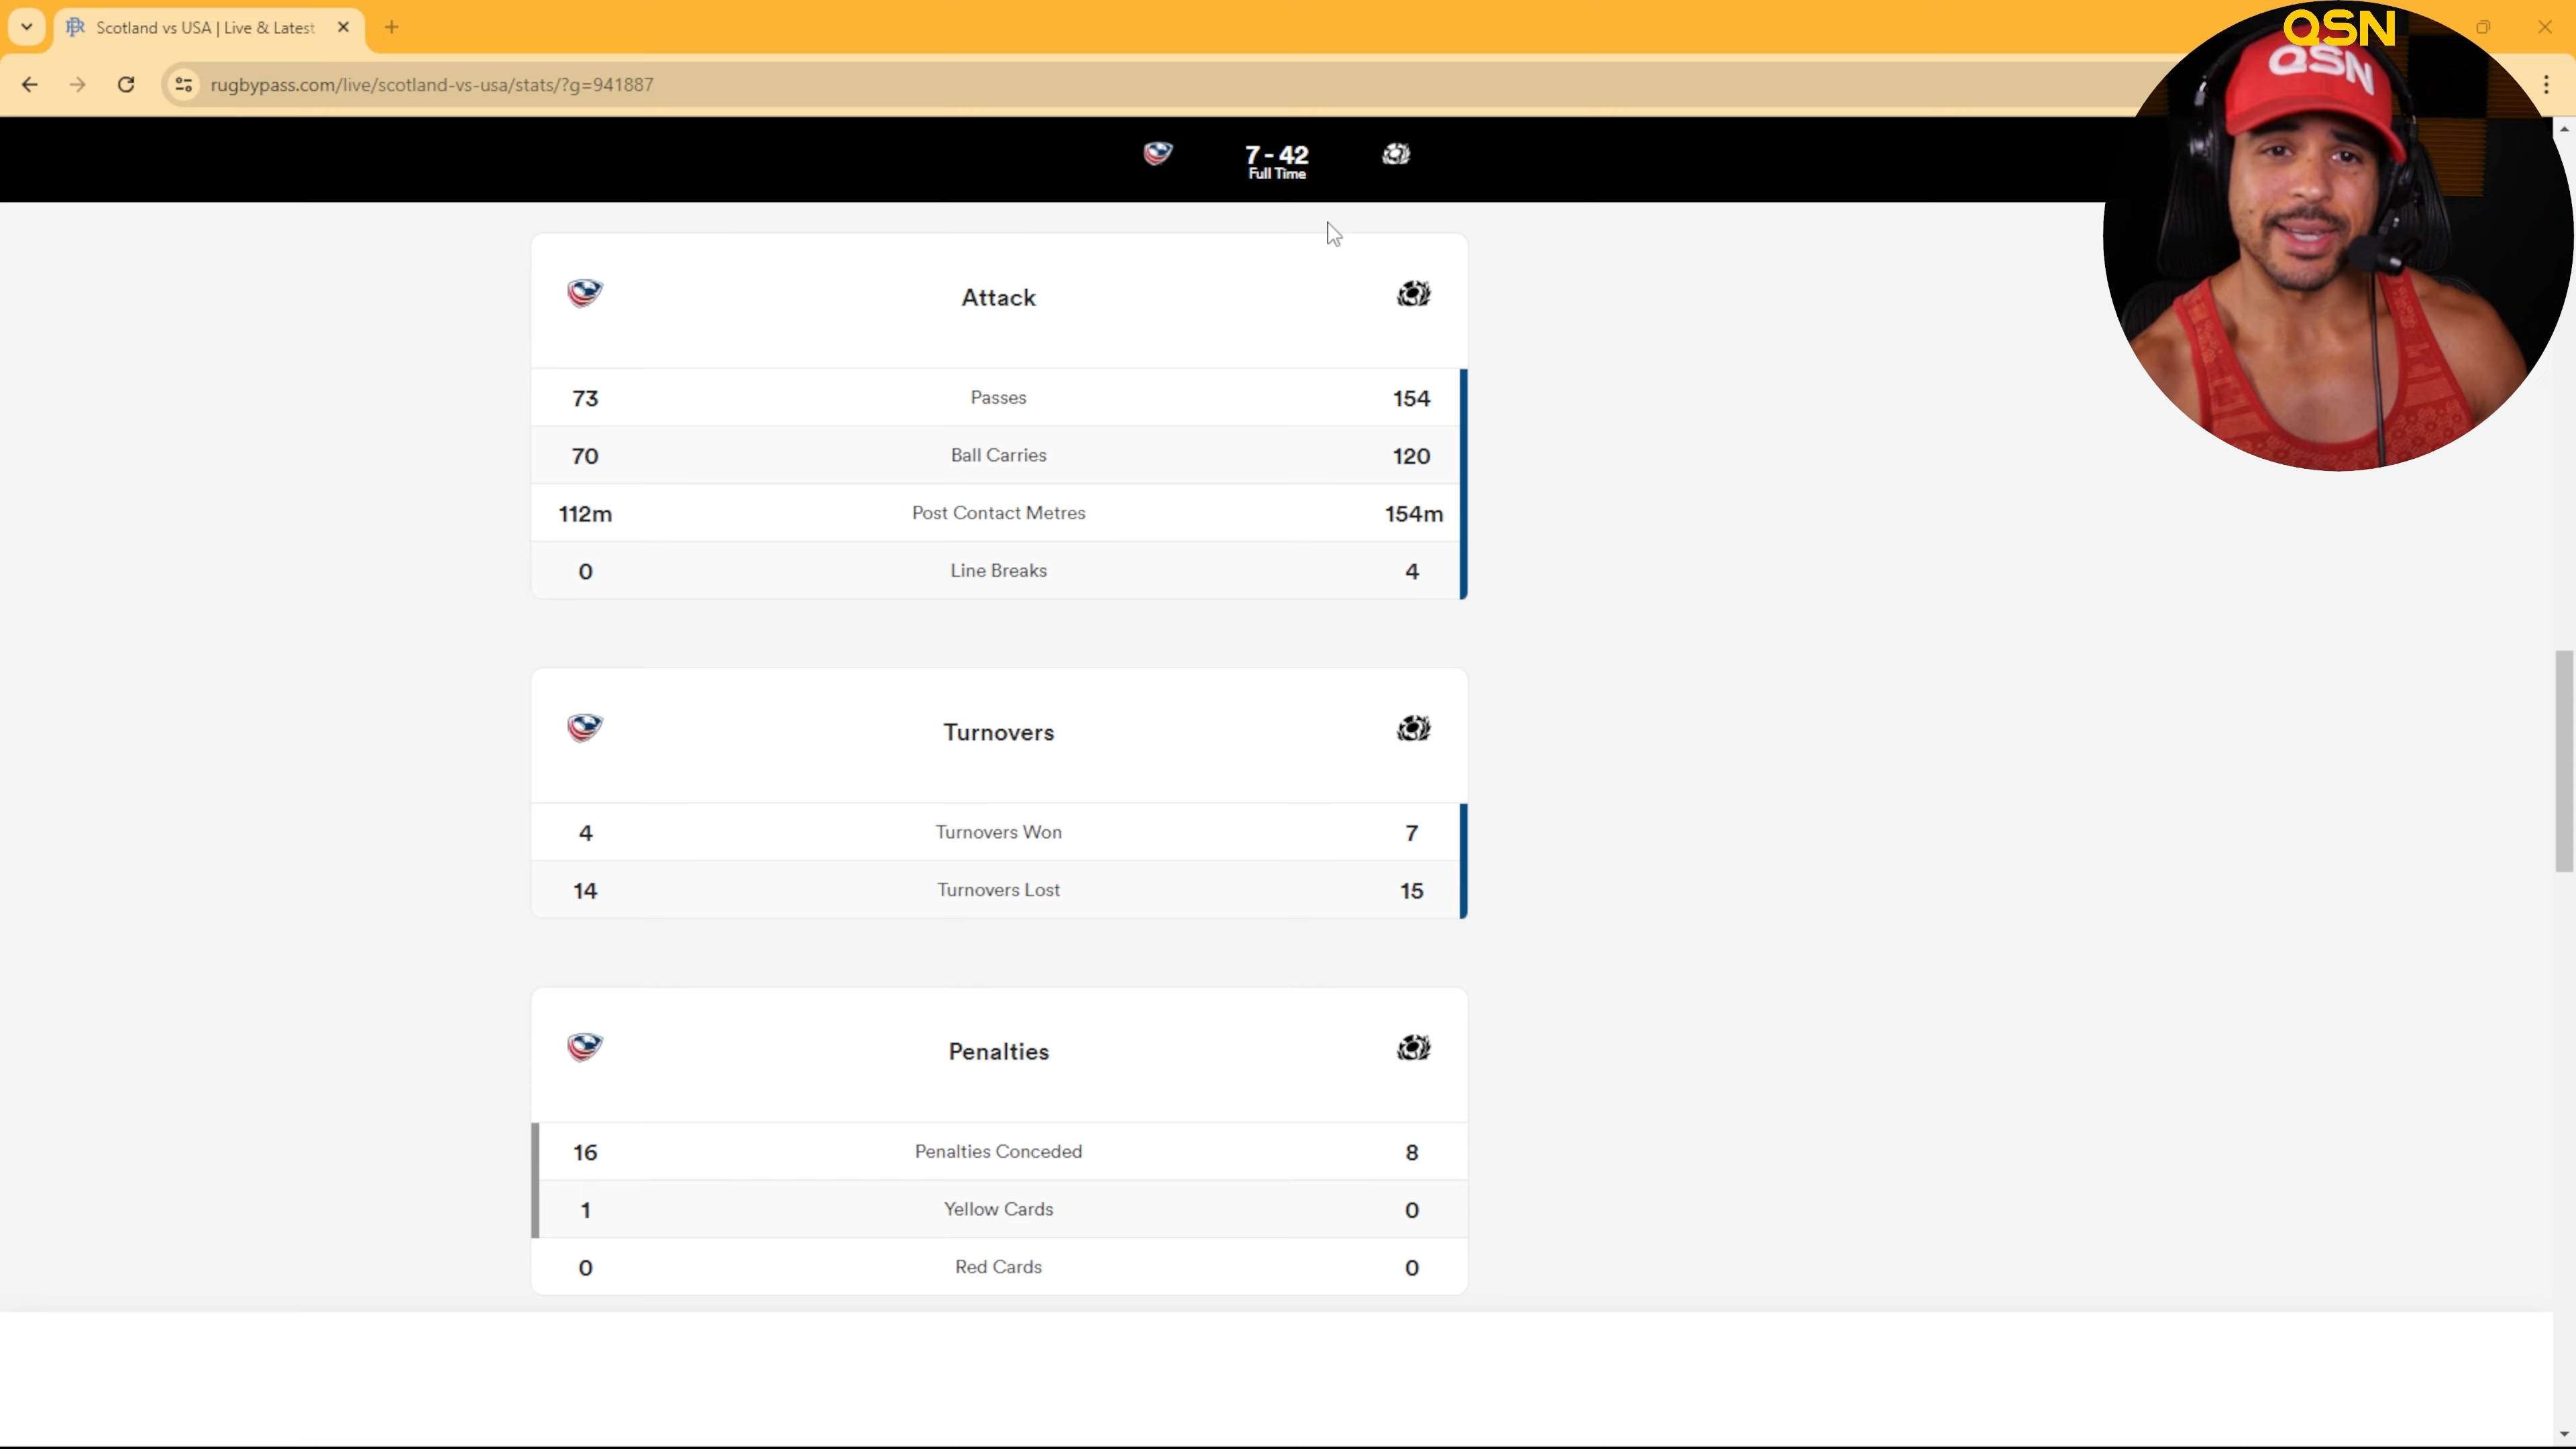 Scotland vs USA | Live & Latest
rugbypass.com/live/scotland-vs-usa/stats/?g=941887
QSN
QSN
7 - 42
Full Time
Attack
73 Passes 154
70 Ball Carries 120
112m Post Contact Metres 154m
0 Line Breaks 4
Turnovers
4 Turnovers Won 7
14 Turnovers Lost 15
Penalties
16 Penalties Conceded 8
1 Yellow Cards 0
0 Red Cards 0